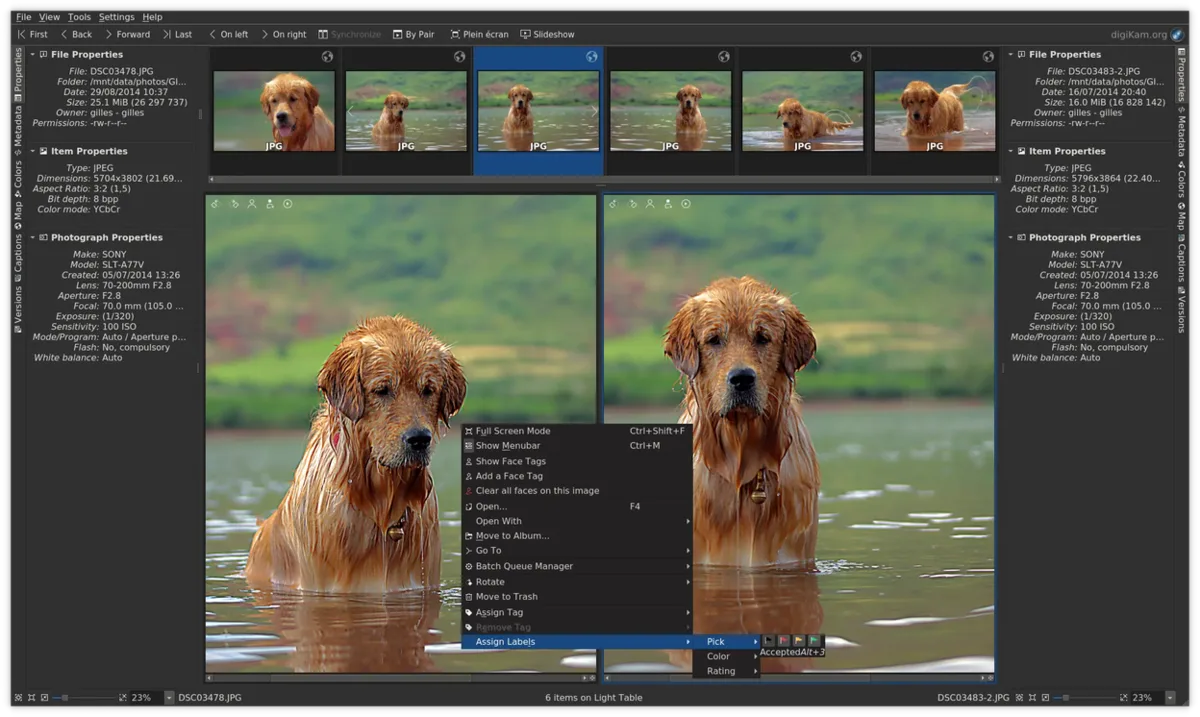 File View Tools Settings Help
First Back Forward Last On left On right Synchronize By Pair Plein écran Slideshow digiKam.org
Properties
Metadata
Colors
Map
Captions
Versions
File Properties
File: DSC03478.JPG
Folder: /mnt/data/photos/GI...
Date: 29/08/2014 10:37
Size: 25.1 MiB (26 297 737)
Owner: gilles - gilles
Permissions: -rw-r--r--
Item Properties
Type: JPEG
Dimensions: 5704x3802 (21.69...
Aspect Ratio: 3:2 (1,5)
Bit depth: 8 bpp
Color mode: YCbCr
Photograph Properties
Make: SONY
Model: SLT-A77V
Created: 05/07/2014 13:26
Lens: 70-200mm F2.8
Aperture: F2.8
Focal: 70.0 mm (105.0 ...
Exposure: (1/320)
Sensitivity: 100 ISO
Mode/Program: Auto / Aperture p...
Flash: No, compulsory
White balance: Auto
JPG JPG JPG JPG JPG JPG
Full Screen Mode Ctrl+Shift+F
Show Menubar Ctrl+M
Show Face Tags
Add a Face Tag
Clear all faces on this image
Open... F4
Open With
Move to Album...
Go To
Batch Queue Manager
Rotate
Move to Trash
Assign Tag
Remove Tag
Assign Labels
Pick
Color
Rating
Accepted Alt+3
File Properties
File: DSC03483-2.JPG
Folder: /mnt/data/photos/GI...
Date: 16/07/2014 20:40
Size: 16.0 MiB (16 828 142)
Owner: gilles - gilles
Permissions: -rw-r--r--
Item Properties
Type: JPEG
Dimensions: 5796x3864 (22.40...
Aspect Ratio: 3:2 (1,5)
Bit depth: 8 bpp
Color mode: YCbCr
Photograph Properties
Make: SONY
Model: SLT-A77V
Created: 05/07/2014 13:26
Lens: 70-200mm F2.8
Aperture: F2.8
Focal: 70.0 mm (105.0 ...
Exposure: (1/320)
Sensitivity: 100 ISO
Mode/Program: Auto / Aperture p...
Flash: No, compulsory
White balance: Auto
Properties
Metadata
Colors
Map
Captions
Versions
23% DSC03478.JPG 6 items on Light Table DSC03483-2.JPG 23%